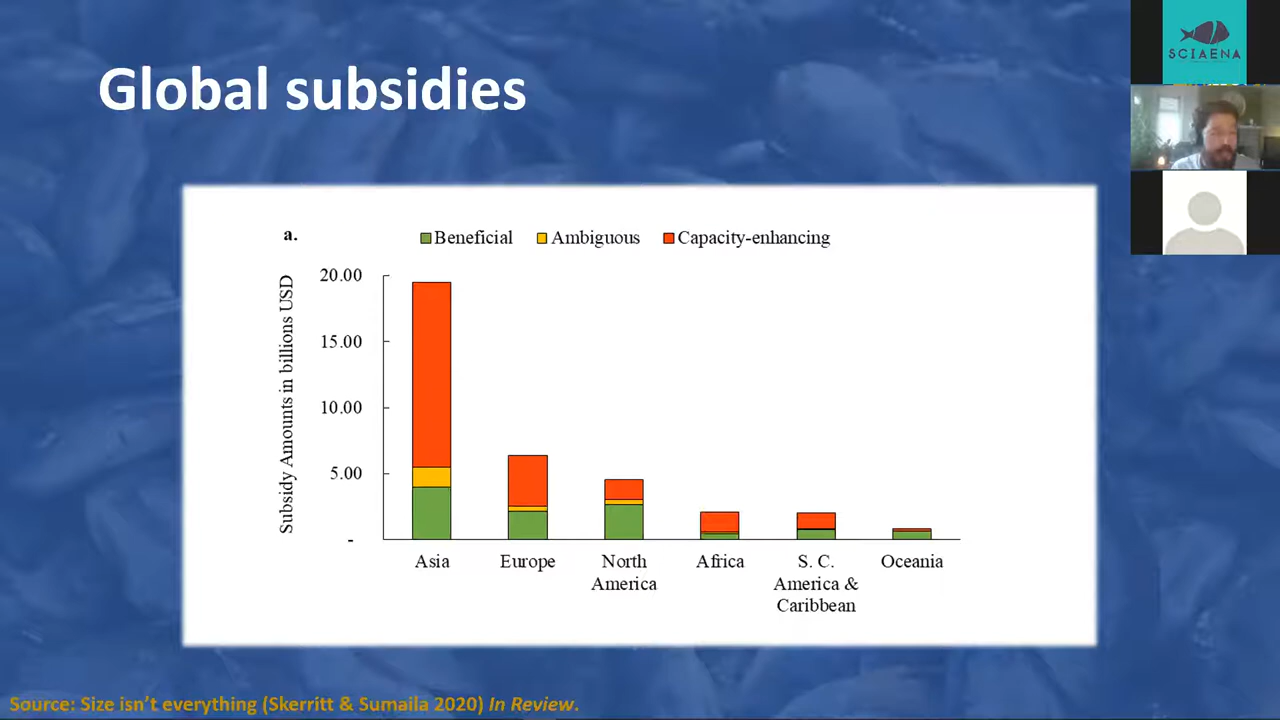 Global subsidies
SCIAENA
a.
Beneficial
Ambiguous
Capacity-enhancing
Subsidy Amounts in billions USD
20.00
15.00
10.00
5.00
-
Asia
Europe
North
America
Africa
S. C.
America &
Caribbean
Oceania
Source: Size isn't everything (Skerritt & Sumaila 2020) In Review.